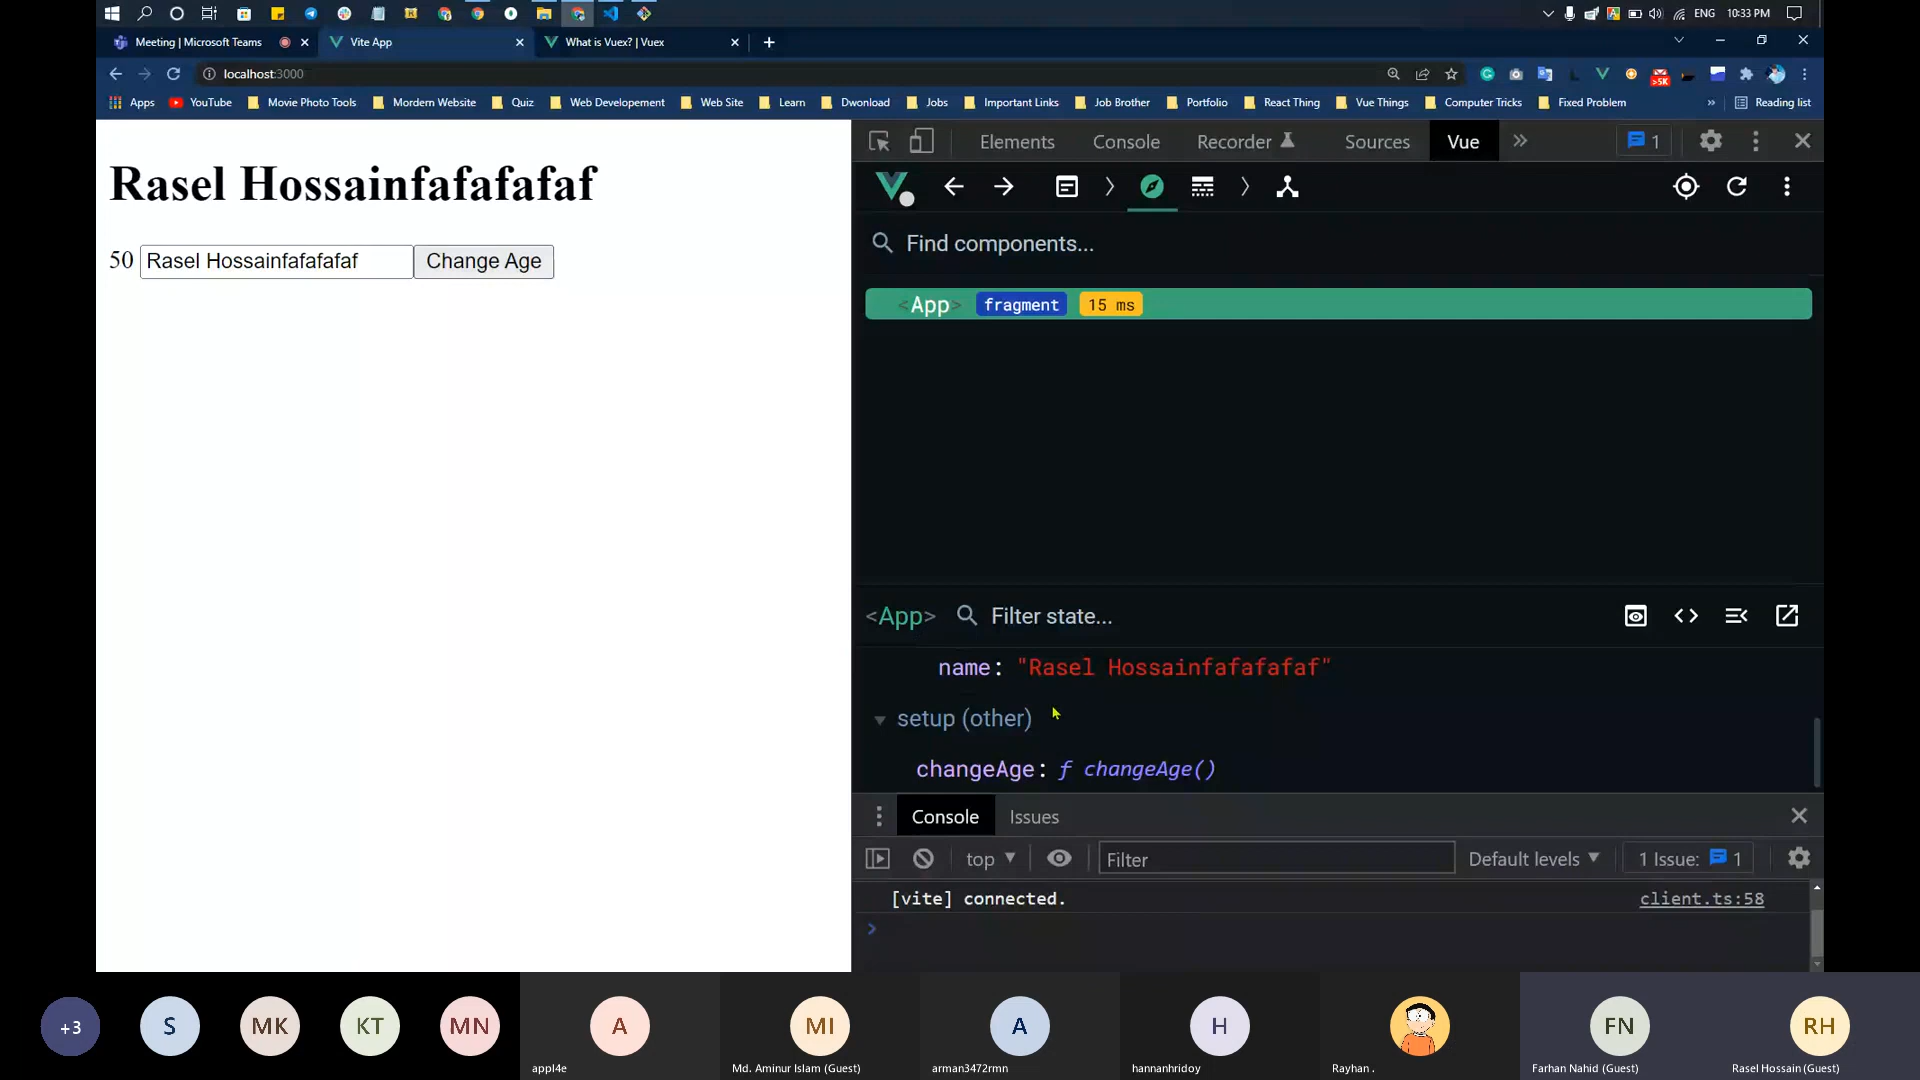 ENG 10:33 PM
Meeting | Microsoft Teams Vite App What is Vuex? | Vuex
localhost:3000
>5K
Apps YouTube Movie Photo Tools Mordern Website Quiz Web Developement Web Site Learn Dwonload Jobs Important Links Job Brother Portfolio React Thing Vue Things Computer Tricks Fixed Problem » Reading list
Elements Console Recorder Sources Vue 1
Rasel Hossainfafafafaf
50 Rasel Hossainfafafafaf Change Age
Find components...
<App> fragment 15 ms
<App> Filter state...
name: "Rasel Hossainfafafafaf"
setup (other)
changeAge: ƒ changeAge()
Console Issues
top Filter Default levels 1 Issue: 1
[vite] connected. client.ts:58
+3 S MK KT MN A MI A H FN RH
appl4e Md. Aminur Islam (Guest) arman3472rmn hannanhridoy Rayhan . Farhan Nahid (Guest) Rasel Hossain (Guest)